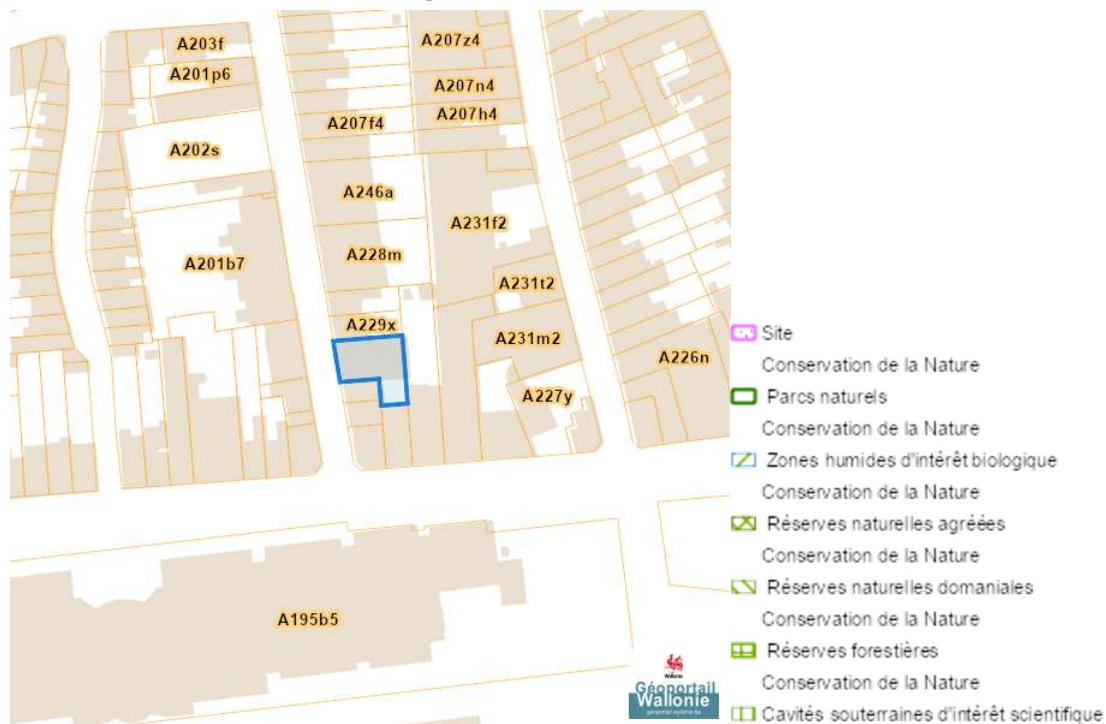 A203f
A207z4
A201p6
A207n4
A207h4
A207f4
A202s
A246a
A231f2
A228m
A201b7
A231t2
A229x
A231m2
A226n
A227y
A195b5
Wallonie
Géoportail
Wallonie
geoportail.wallonie.be
Site
Conservation de la Nature
Parcs naturels
Conservation de la Nature
Zones humides d'intérêt biologique
Conservation de la Nature
Réserves naturelles agréées
Conservation de la Nature
Réserves naturelles domaniales
Conservation de la Nature
Réserves forestières
Conservation de la Nature
Cavités souterraines d'intérêt scientifique